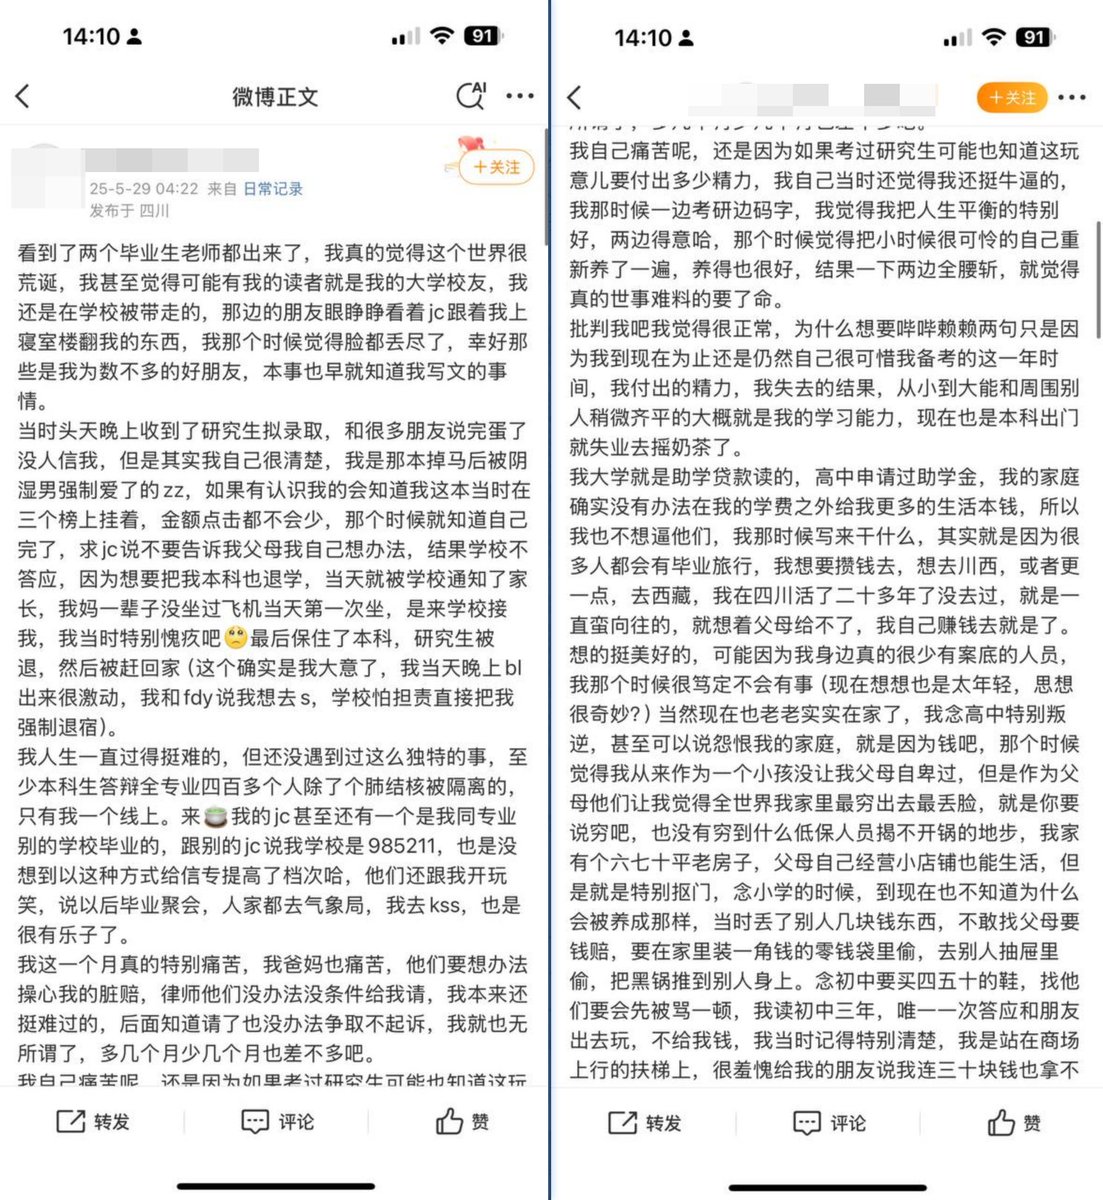 14:10
91
微博正文
AI
+关注
25-5-29 04:22 来自 日常记录
发布于 四川
看到了两个毕业生老师都出来了，我真的觉得这个世界很
荒诞，我甚至觉得可能有我的读者就是我的大学校友，我
还是在学校被带走的，那边的朋友眼睁睁看着jc跟着我上
寝室楼翻我的东西，我那个时候觉得脸都丢尽了，幸好那
些是我为数不多的好朋友，本事也早就知道我写文的事
情。
当时头天晚上收到了研究生拟录取，和很多朋友说完蛋了
没人信我，但是其实我自己很清楚，我是那本掉马后被阴
湿男强制爱了的zz，如果有认识我的会知道我这本当时在
三个榜上挂着，金额点击都不会少，那个时候就知道自己
完了，求jc说不要告诉我父母我自己想办法，结果学校不
答应，因为想要把我本科也退学，当天就被学校通知了家
长，我妈一辈子没坐过飞机当天第一次坐，是来学校接
我，我当时特别愧疚吧🥺最后保住了本科，研究生被
退，然后被赶回家（这个确实是我大意了，我当天晚上bl
出来很激动，我和fdy说我想去s，学校怕担责直接把我
强制退宿）。
我人生一直过得挺难的，但还没遇到过这么独特的事，至
少本科生答辩全专业四百多个人除了个肺结核被隔离的，
只有我一个线上。来🍵我的jc甚至还有一个是我同专业
别的学校毕业的，跟别的jc说我学校是985211，也是没
想到以这种方式给信专提高了档次哈，他们还跟我开玩
笑，说以后毕业聚会，人家都去气象局，我去kss，也是
很有乐子了。
我这一个月真的特别痛苦，我爸妈也痛苦，他们要想办法
操心我的脏赔，律师他们没办法没条件给我请，我本来还
挺难过的，后面知道请了也没办法争取不起诉，我就也无
所谓了，多几个月少几个月也差不多吧。
我自己痛苦呢，还是因为如果考过研究生可能也知道这玩
转发
评论
赞
14:10
91
+关注
所谓了，多几个月少几个月也差不多吧。
我自己痛苦呢，还是因为如果考过研究生可能也知道这玩
意儿要付出多少精力，我自己当时还觉得我还挺牛逼的，
我那时候一边考研边码字，我觉得我把人生平衡的特别
好，两边得意哈，那个时候觉得把小时候很可怜的自己重
新养了一遍，养得也很好，结果一下两边全腰斩，就觉得
真的世事难料的要了命。
批判我吧我觉得很正常，为什么想要哔哔赖赖两句只是因
为我到现在为止还是仍然自己很可惜我备考的这一年时
间，我付出的精力，我失去的结果，从小到大能和周围别
人稍微齐平的大概就是我的学习能力，现在也是本科出门
就失业去摇奶茶了。
我大学就是助学贷款读的，高中申请过助学金，我的家庭
确实没有办法在我的学费之外给我更多的生活本钱，所以
我也不想逼他们，我那时候写来干什么，其实就是因为很
多人都会有毕业旅行，我想要攒钱去，想去川西，或者更
一点，去西藏，我在四川活了二十多年了没去过，就是一
直蛮向往的，就想着父母给不了，我自己赚钱去就是了。
想的挺美好的，可能因为我身边真的很少有案底的人员，
我那个时候很笃定不会有事（现在想想也是太年轻，思想
很奇妙?）当然现在也老老实实在家了，我念高中特别叛
逆，甚至可以说怨恨我的家庭，就是因为钱吧，那个时候
觉得我从来作为一个小孩没让我父母自卑过，但是作为父
母他们让我觉得全世界我家里最穷出去最丢脸，就是你要
说穷吧，也没有穷到什么低保人员揭不开锅的地步，我家
有个六七十平老房子，父母自己经营小店铺也能生活，但
是就是特别抠门，念小学的时候，到现在也不知道为什么
会被养成那样，当时丢了别人几块钱东西，不敢找父母要
钱赔，要在家里装一角钱的零钱袋里偷，去别人抽屉里
偷，把黑锅推到别人身上。念初中要买四五十的鞋，找他
们要会先被骂一顿，我读初中三年，唯一一次答应和朋友
出去玩，不给我钱，我当时记得特别清楚，我是站在商场
上行的扶梯上，很羞愧给我的朋友说我连三十块钱也拿不
转发
评论
赞